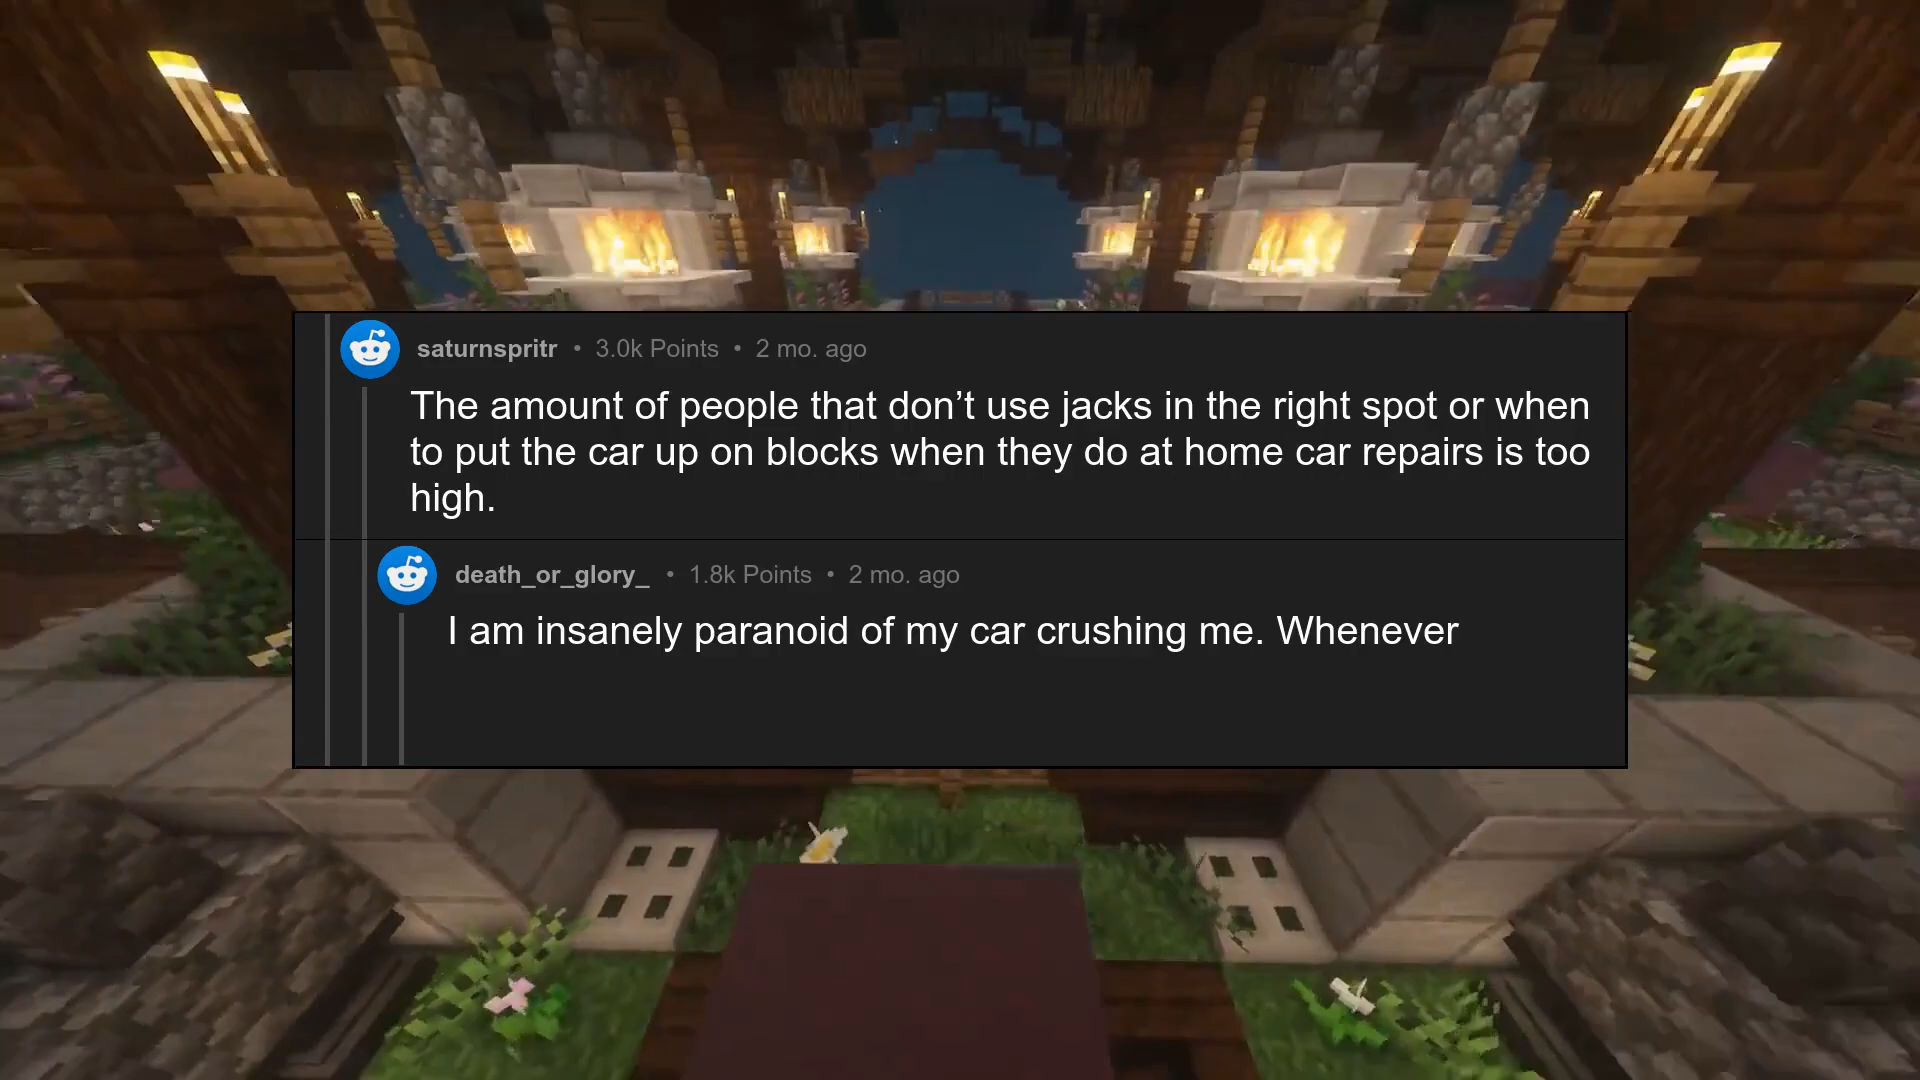 saturnspritr • 3.0k Points • 2 mo. ago
The amount of people that don’t use jacks in the right spot or when
to put the car up on blocks when they do at home car repairs is too
high.
death_or_glory_ • 1.8k Points • 2 mo. ago
I am insanely paranoid of my car crushing me. Whenever